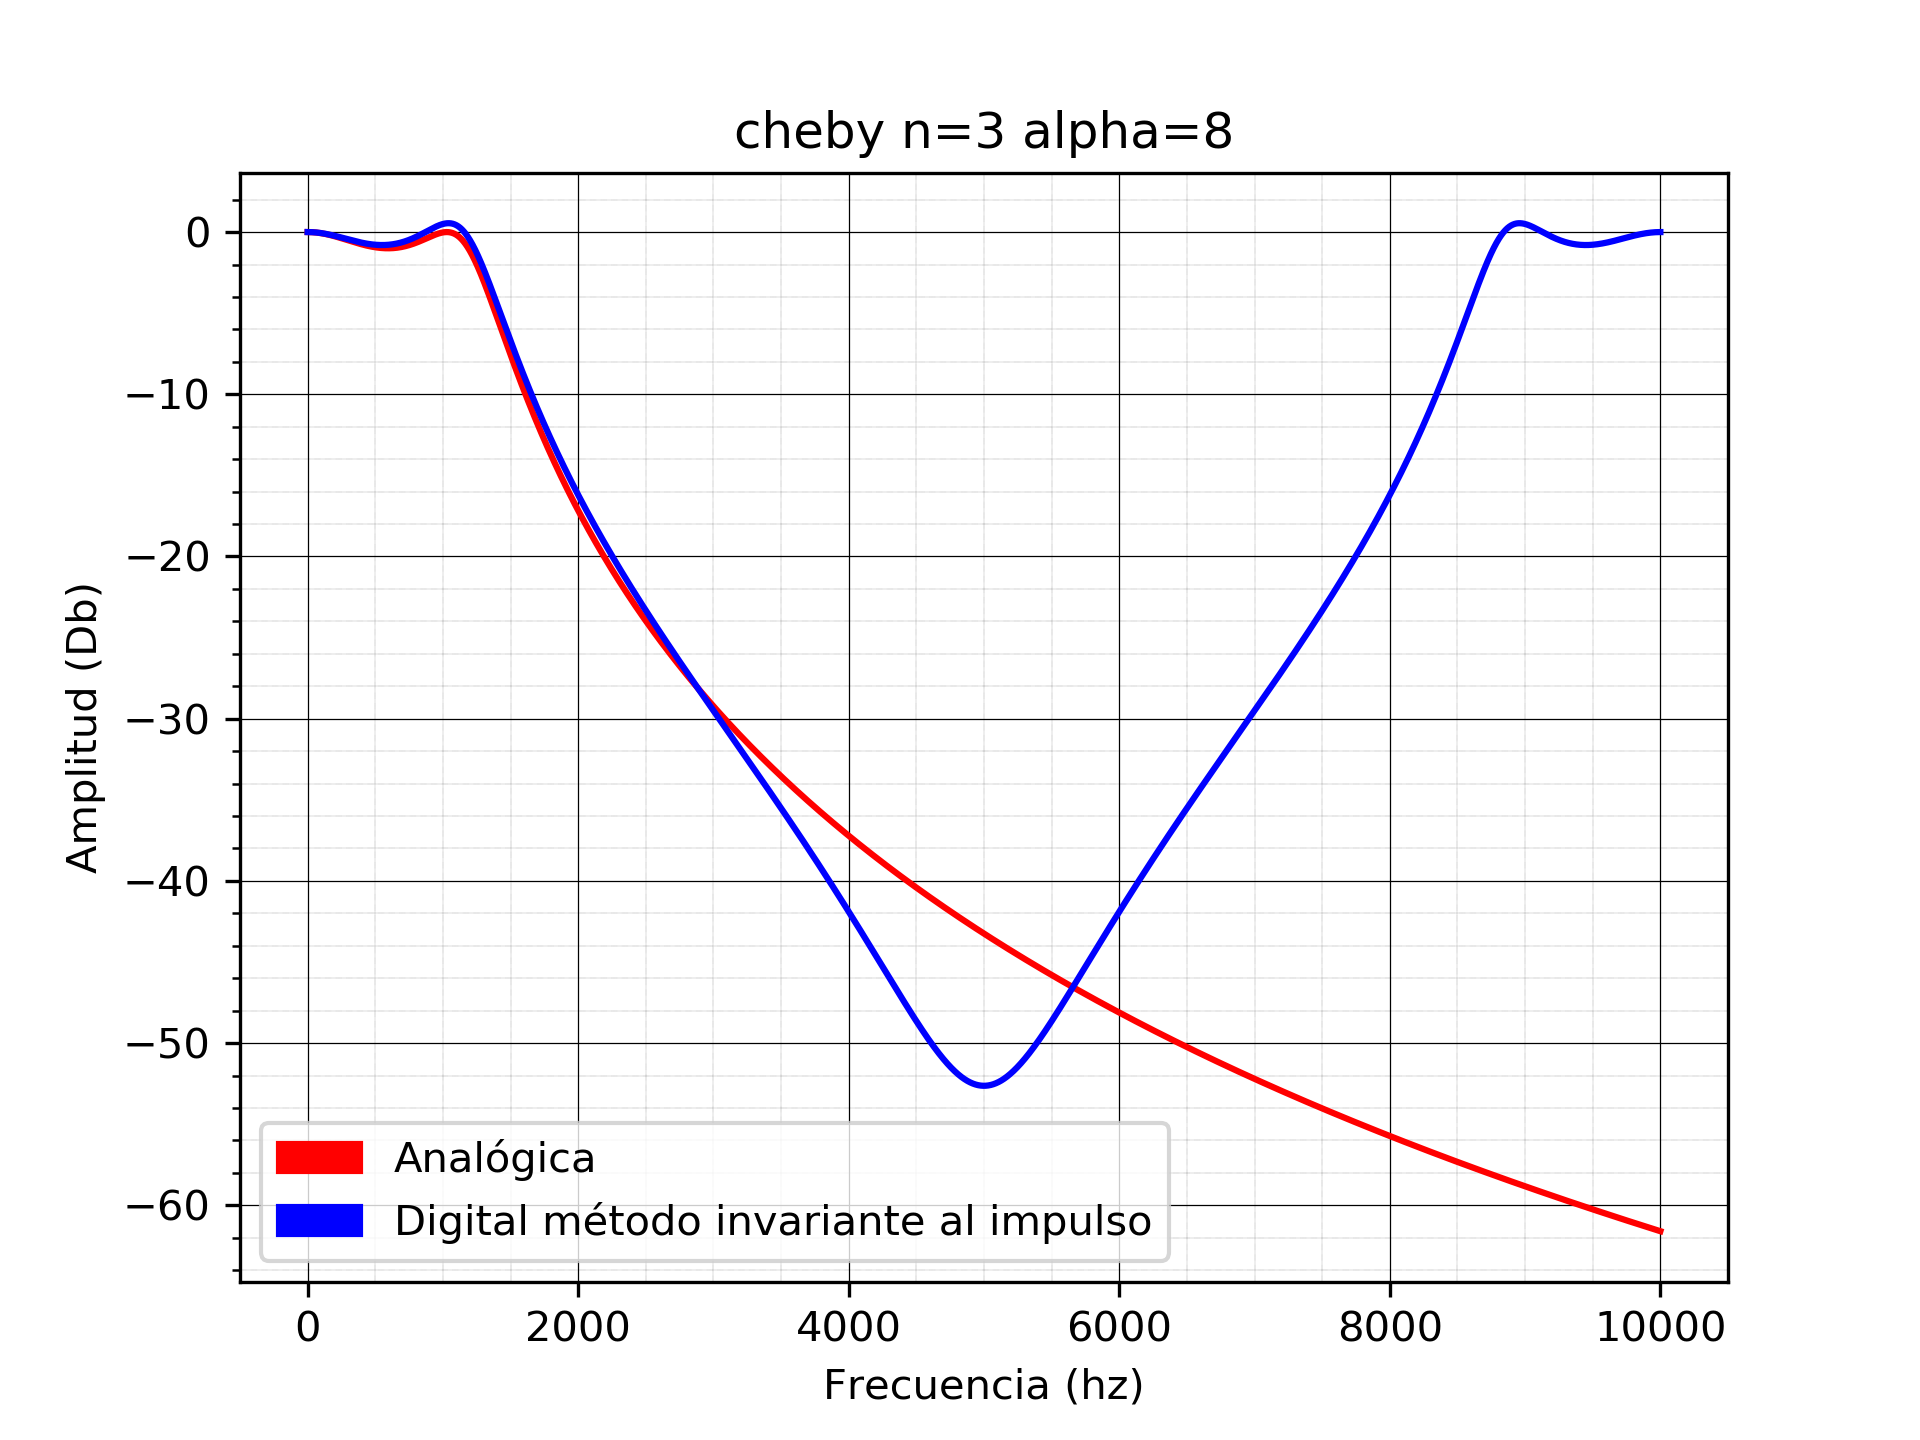 cheby n=3 alpha=8
Amplitud (Db)
0
−10
−20
−30
−40
−50
−60
Analógica
Digital método invariante al impulso
0 2000 4000 6000 8000 10000
Frecuencia (hz)